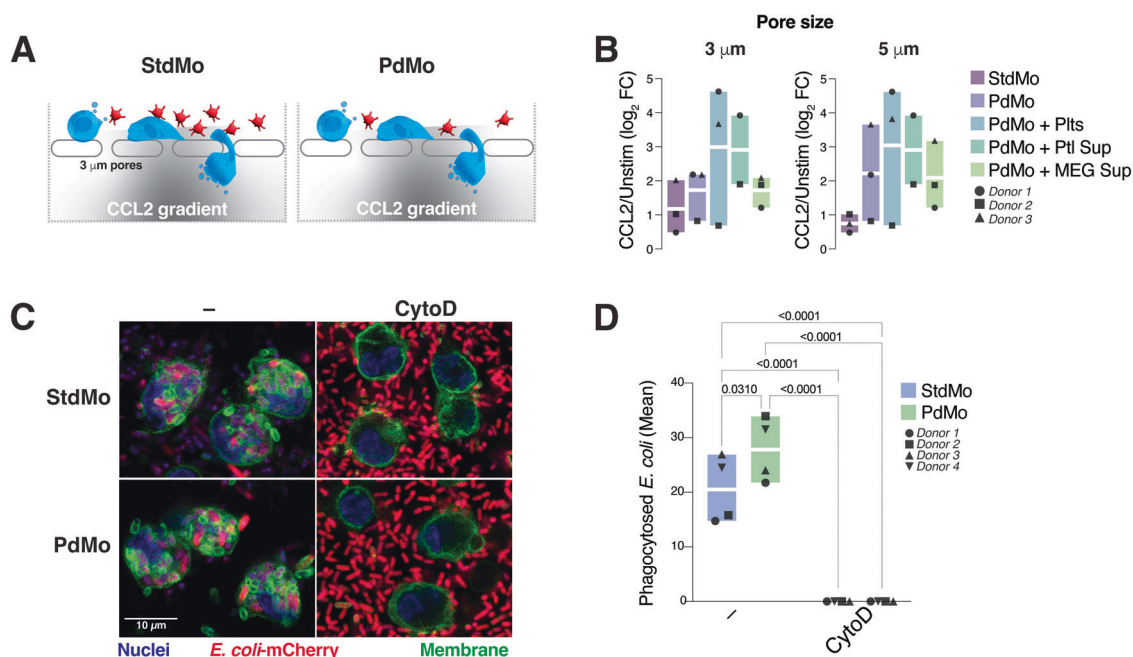 A
StdMo
PdMo
3 μm pores
CCL2 gradient
CCL2 gradient
B
Pore size
3 μm
5 μm
CCL2/Unstim (log2 FC)
5
4
3
2
1
0
CCL2/Unstim (log2 FC)
5
4
3
2
1
0
StdMo
PdMo
PdMo + Plts
PdMo + Ptl Sup
PdMo + MEG Sup
Donor 1
Donor 2
Donor 3
C
–
CytoD
StdMo
PdMo
10 μm
Nuclei
E. coli-mCherry
Membrane
D
<0.0001
<0.0001
<0.0001
0.0310
<0.0001
Phagocytosed E. coli (Mean)
40
30
20
10
0
–
CytoD
StdMo
PdMo
Donor 1
Donor 2
Donor 3
Donor 4